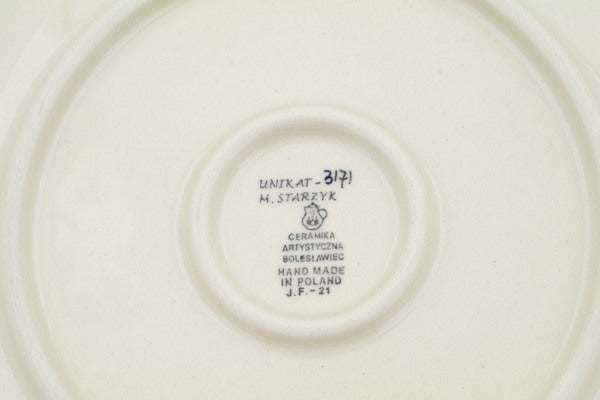 UNIKAT - 3171
M. STARZYK
CERAMIKA
ARTYSTYCZNA
BOLESŁAWIEC
HAND MADE
IN POLAND
J.F.-21